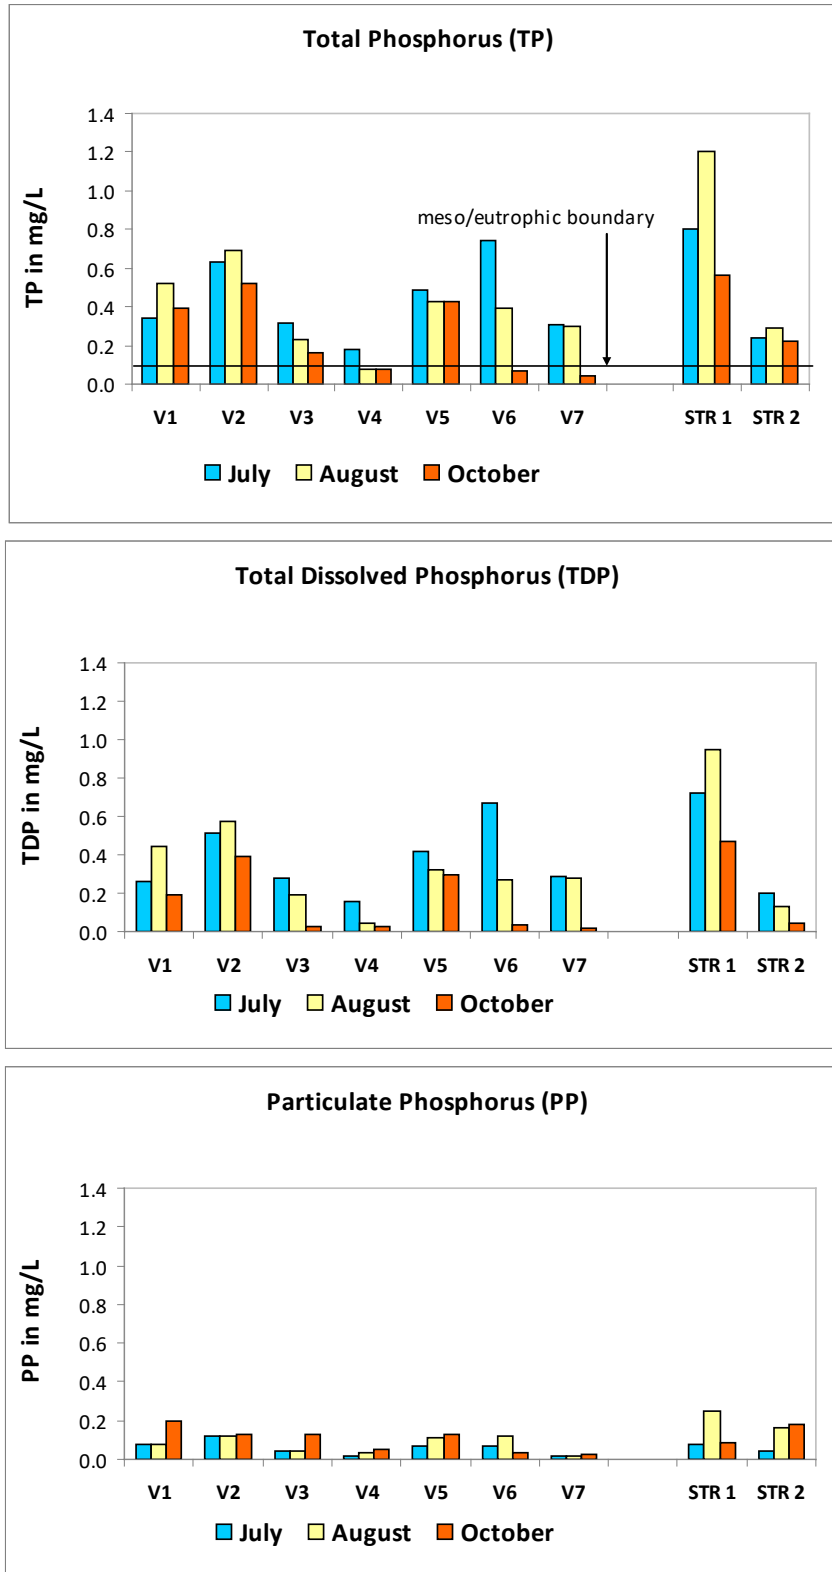 Total Phosphorus (TP)
1.4
1.2
1.0
0.8
0.6
0.4
0.2
0.0
TP in mg/L
meso/eutrophic boundary
V1 V2 V3 V4 V5 V6 V7 STR 1 STR 2
July August October
Total Dissolved Phosphorus (TDP)
1.4
1.2
1.0
0.8
0.6
0.4
0.2
0.0
TDP in mg/L
V1 V2 V3 V4 V5 V6 V7 STR 1 STR 2
July August October
Particulate Phosphorus (PP)
1.4
1.2
1.0
0.8
0.6
0.4
0.2
0.0
PP in mg/L
V1 V2 V3 V4 V5 V6 V7 STR 1 STR 2
July August October